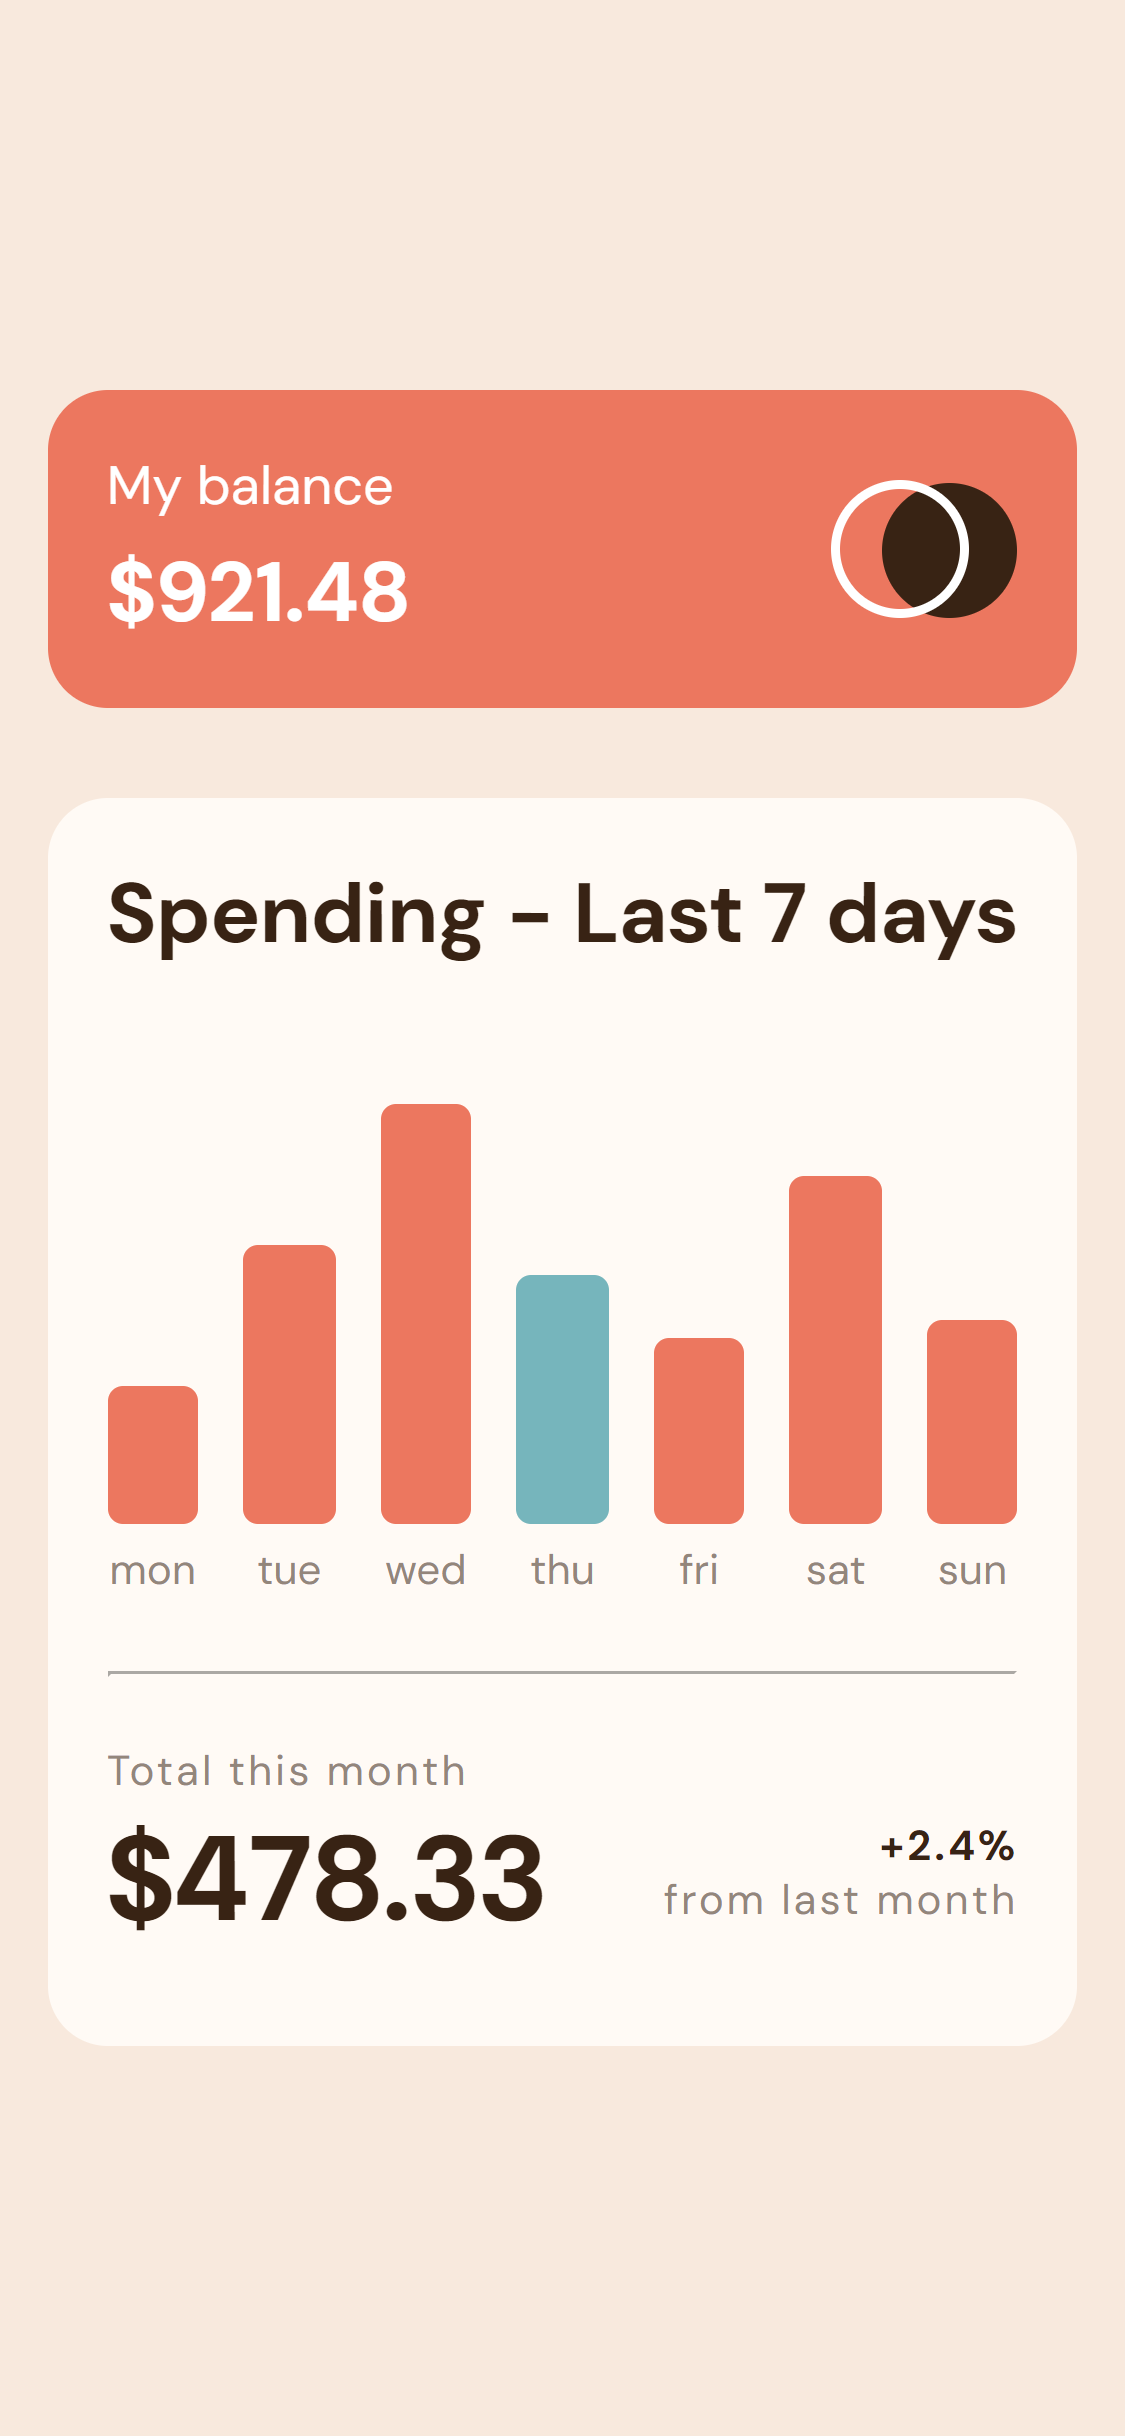 My balance
$921.48
Spending - Last 7 days
mon tue wed thu fri sat sun
Total this month
$478.33
+2.4%
from last month